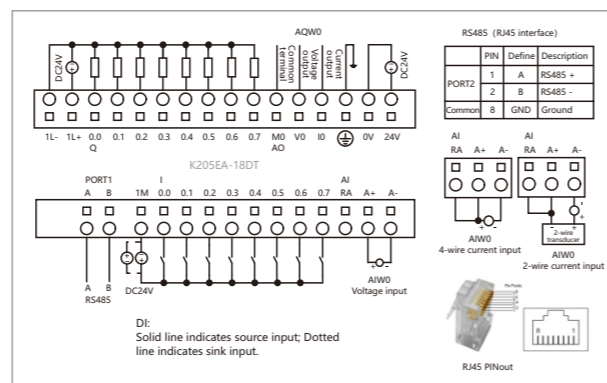 AQW0
DC24V
Common terminal
Voltage output
Current output
DC24V
1L- 1L+ 0.0 0.1 0.2 0.3 0.4 0.5 0.6 0.7 M0 V0 I0 0V 24V
Q AO
K205EA-18DT
PORT1 I AI
A B 1M 0.0 0.1 0.2 0.3 0.4 0.5 0.6 0.7 RA A+ A-
A B
RS485
DC24V
+ -
AIW0
Voltage input
DI:
Solid line indicates source input; Dotted
line indicates sink input.
RS485 (RJ45 interface)
PIN Define Description
PORT2 1 A RS485 +
2 B RS485 -
Common 8 GND Ground
AI
RA A+ A-
+ -
AIW0
4-wire current input
AI
RA A+ A-
- +
2-wire
transducer
AIW0
2-wire current input
8 1
RJ45 PINout